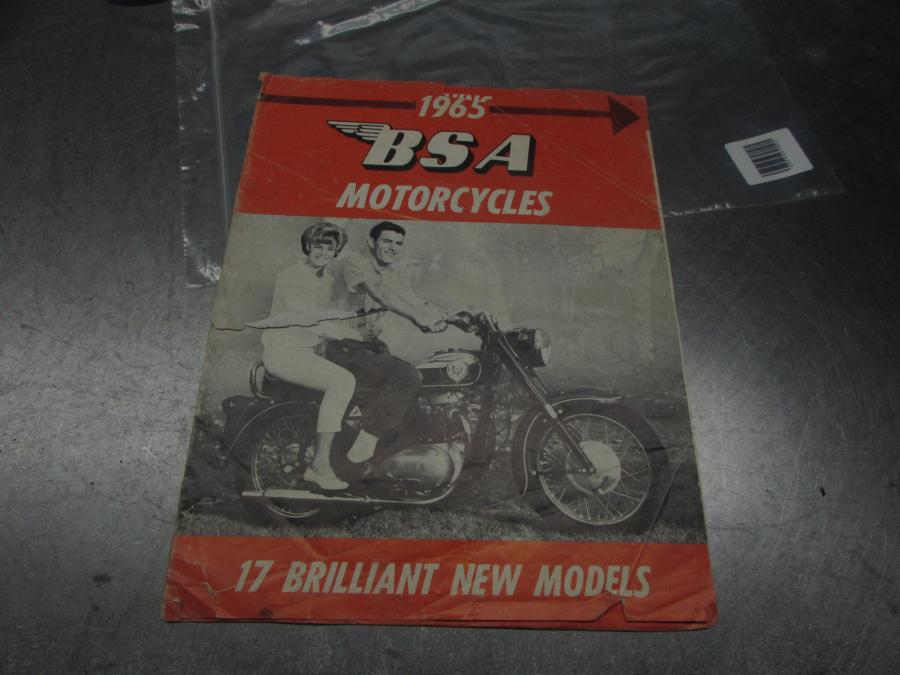 1965
BSA
MOTORCYCLES
17 BRILLIANT NEW MODELS